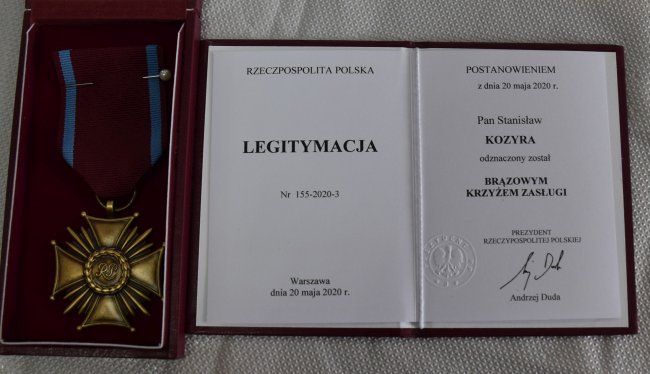 RP
RZECZPOSPOLITA POLSKA
LEGITYMACJA
Nr 155-2020-3
Warszawa
dnia 20 maja 2020 r.
POSTANOWIENIEM
z dnia 20 maja 2020 r.
Pan Stanisław
KOZYRA
odznaczony został
BRĄZOWYM
KRZYŻEM ZASŁUGI
PREZYDENT
RZECZYPOSPOLITEJ POLSKIEJ
Andrzej Duda